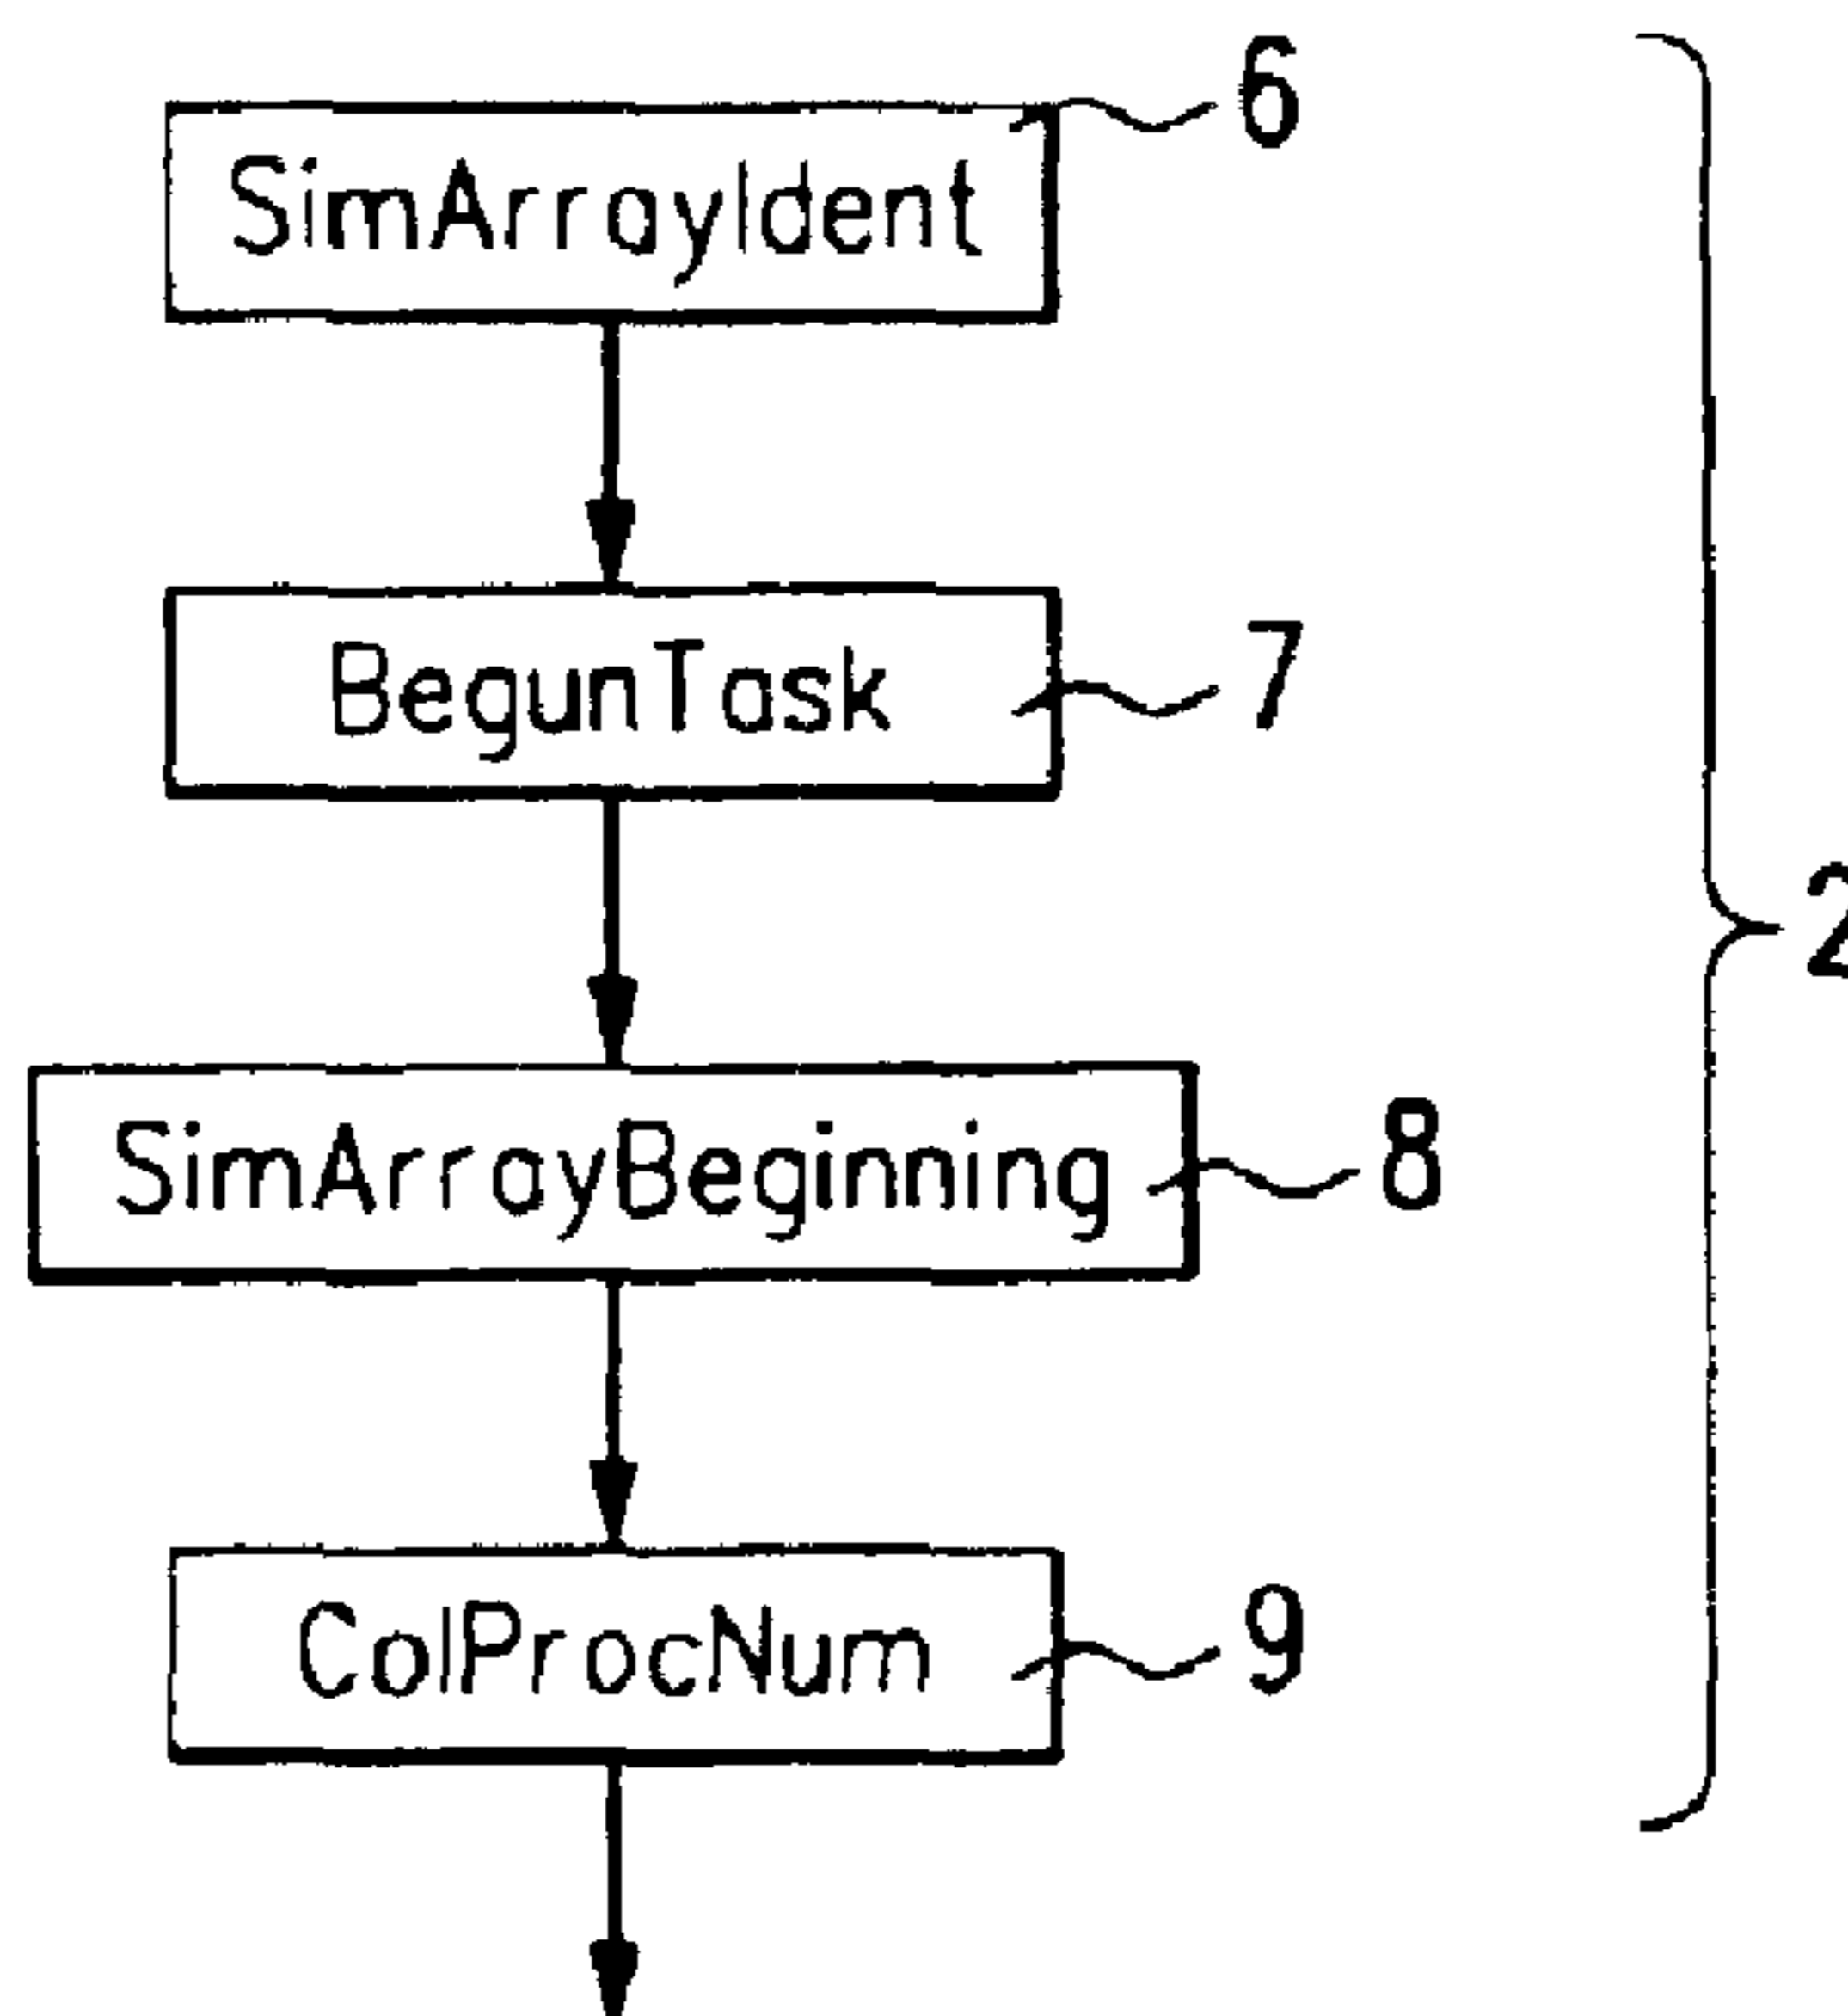 6
SimArrayIdent
BegunTask
7
2
SimArrayBeginning
8
ColProcNum
9